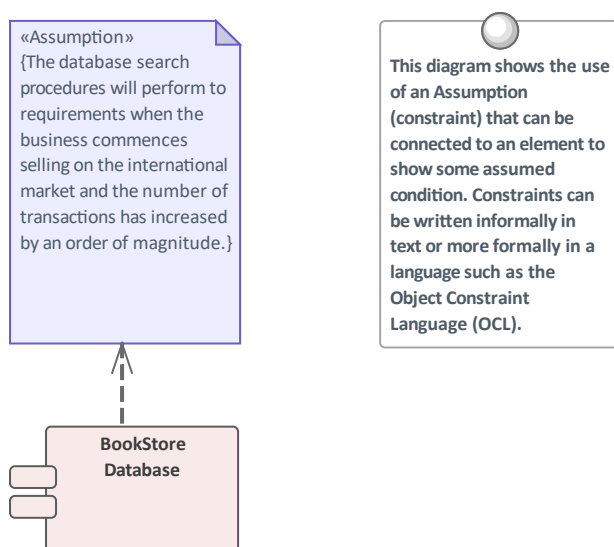 «Assumption»
{The database search
procedures will perform to
requirements when the
business commences
selling on the international
market and the number of
transactions has increased
by an order of magnitude.}
This diagram shows the use
of an Assumption
(constraint) that can be
connected to an element to
show some assumed
condition. Constraints can
be written informally in
text or more formally in a
language such as the
Object Constraint
Language (OCL).
BookStore
Database